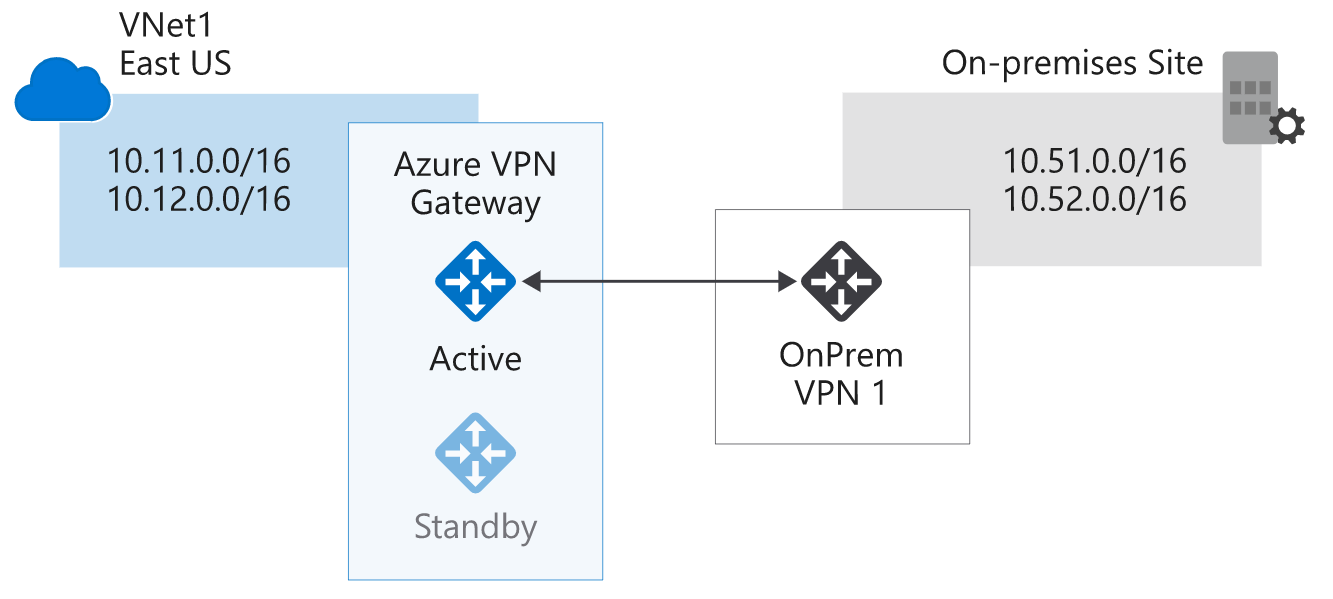 VNet1
East US
On-premises Site
10.11.0.0/16
10.12.0.0/16
Azure VPN
Gateway
10.51.0.0/16
10.52.0.0/16
Active
OnPrem
VPN 1
Standby